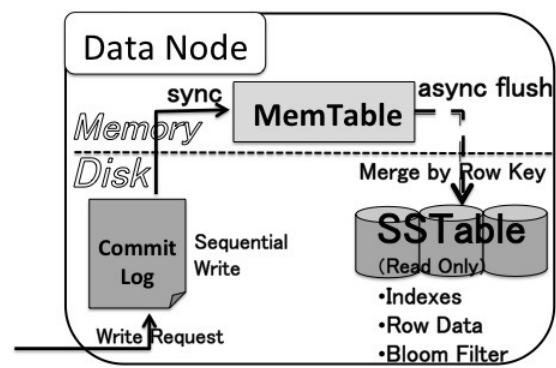 Data Node
sync
MemTable
async flush
Memory
Disk
Merge by Row Key
Commit
Log
Sequential
Write
SSTable
(Read Only)
•Indexes
•Row Data
•Bloom Filter
Write Request